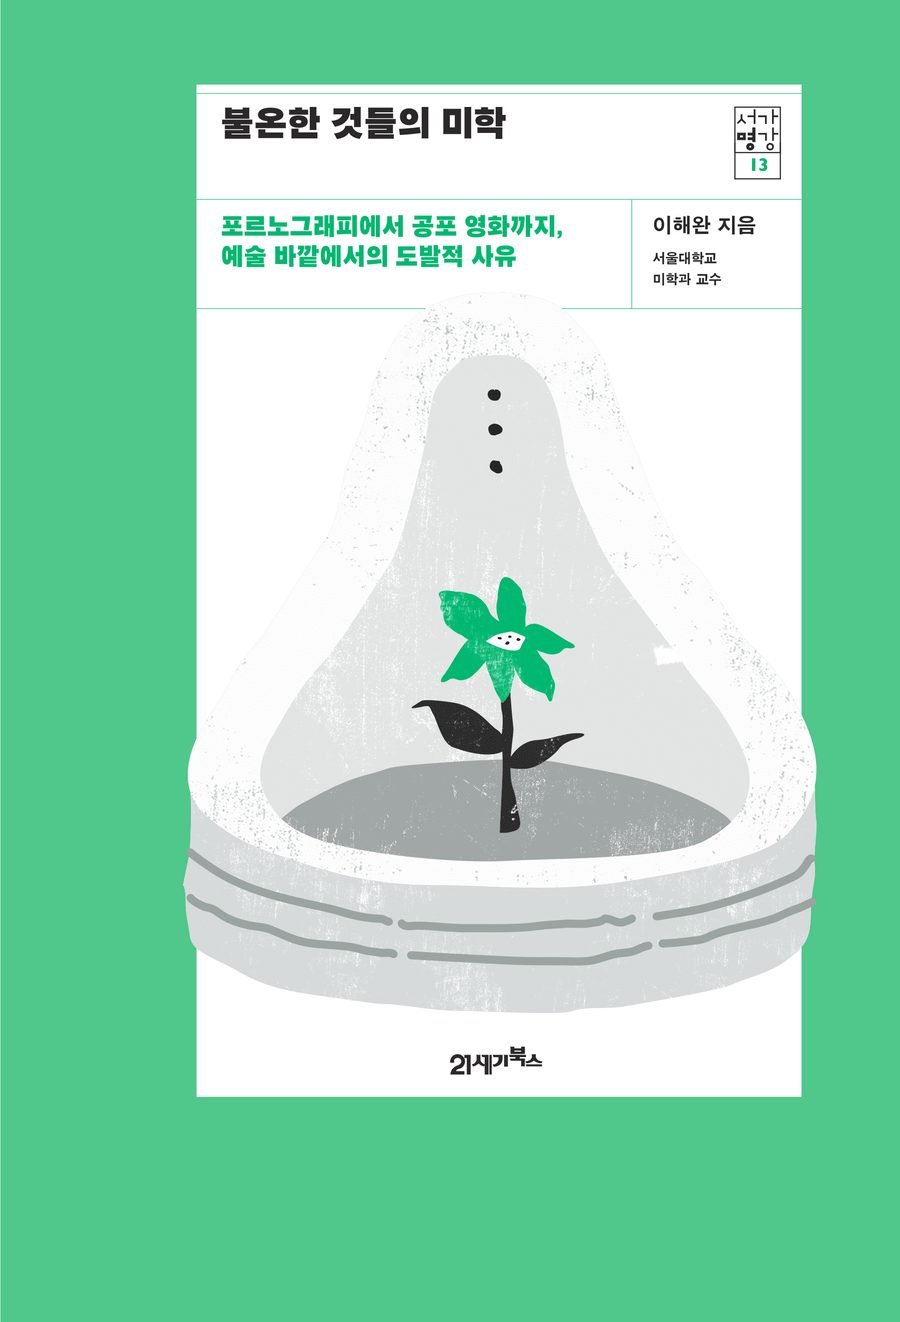 불온한 것들의 미학
서가
명강
13
포르노그래피에서 공포 영화까지,
예술 바깥에서의 도발적 사유
이해완 지음
서울대학교
미학과 교수
21세기북스